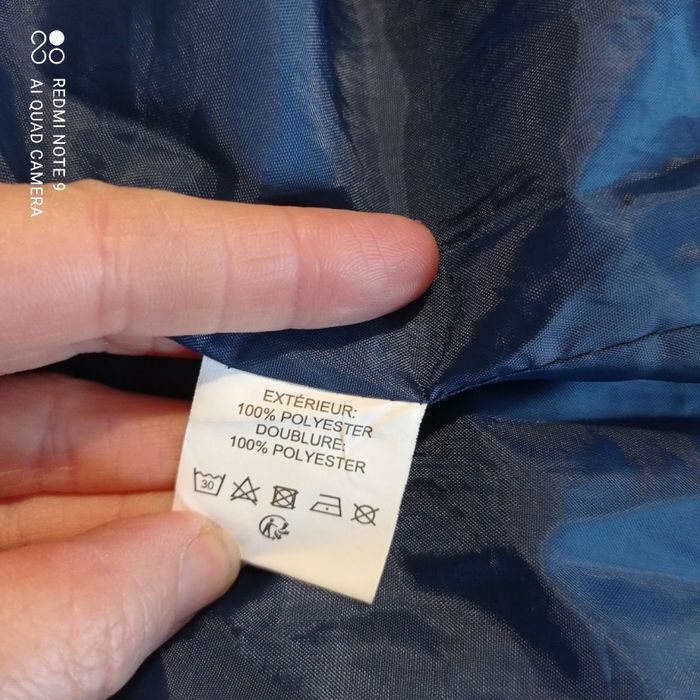 REDMI NOTE 9
AI QUAD CAMERA
EXTÉRIEUR:
100% POLYESTER
DOUBLURE:
100% POLYESTER
30